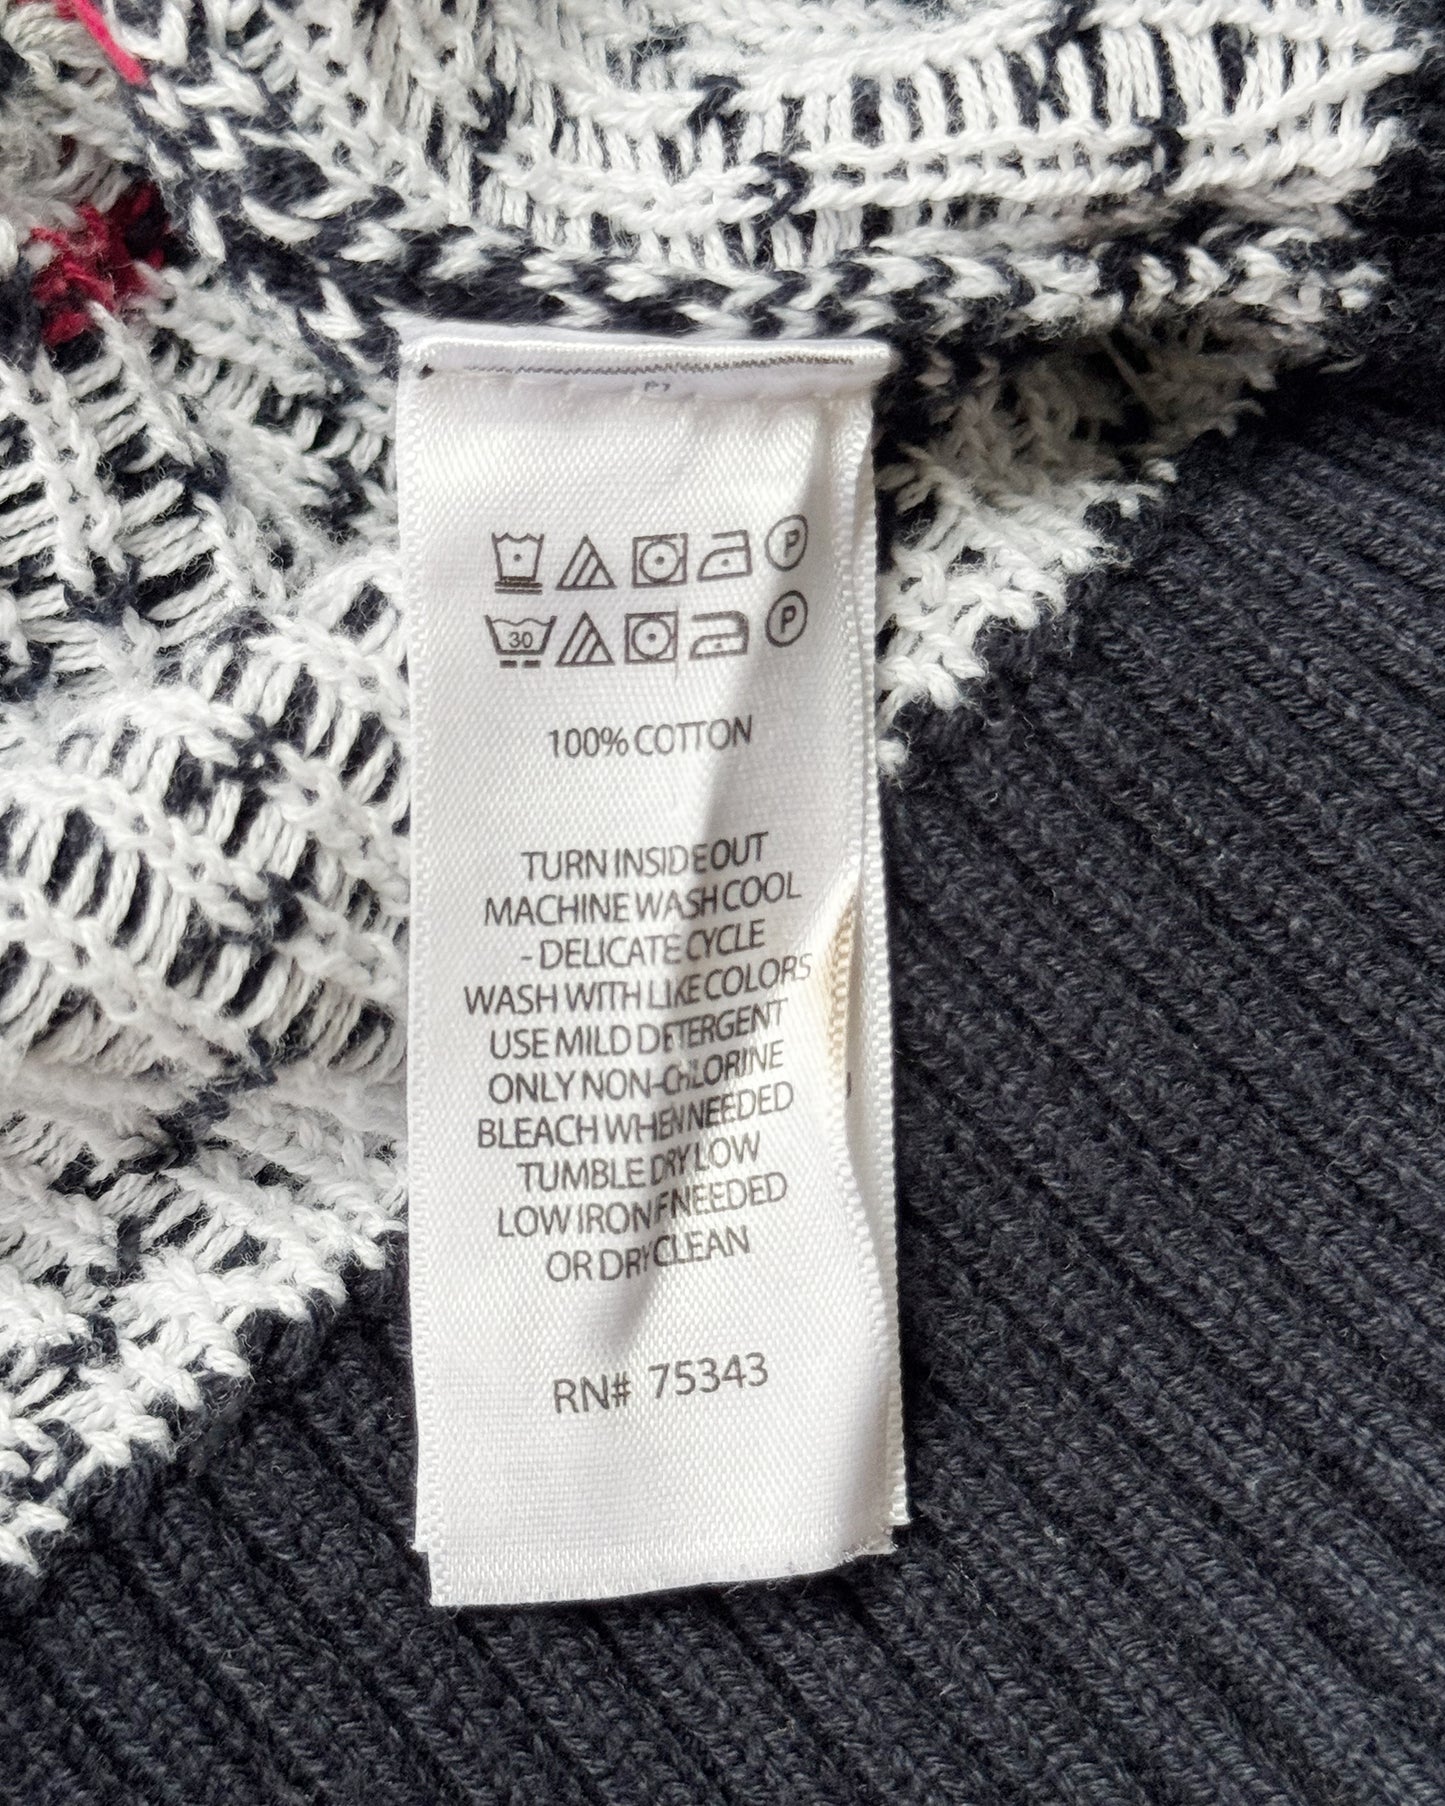 P
30 P
100% COTTON
TURN INSIDE OUT
MACHINE WASH COOL
- DELICATE CYCLE
WASH WITH LIKE COLORS
USE MILD DETERGENT
ONLY NON-CHLORINE
BLEACH WHEN NEEDED
TUMBLE DRY LOW
LOW IRON IF NEEDED
OR DRY CLEAN
RN# 75343